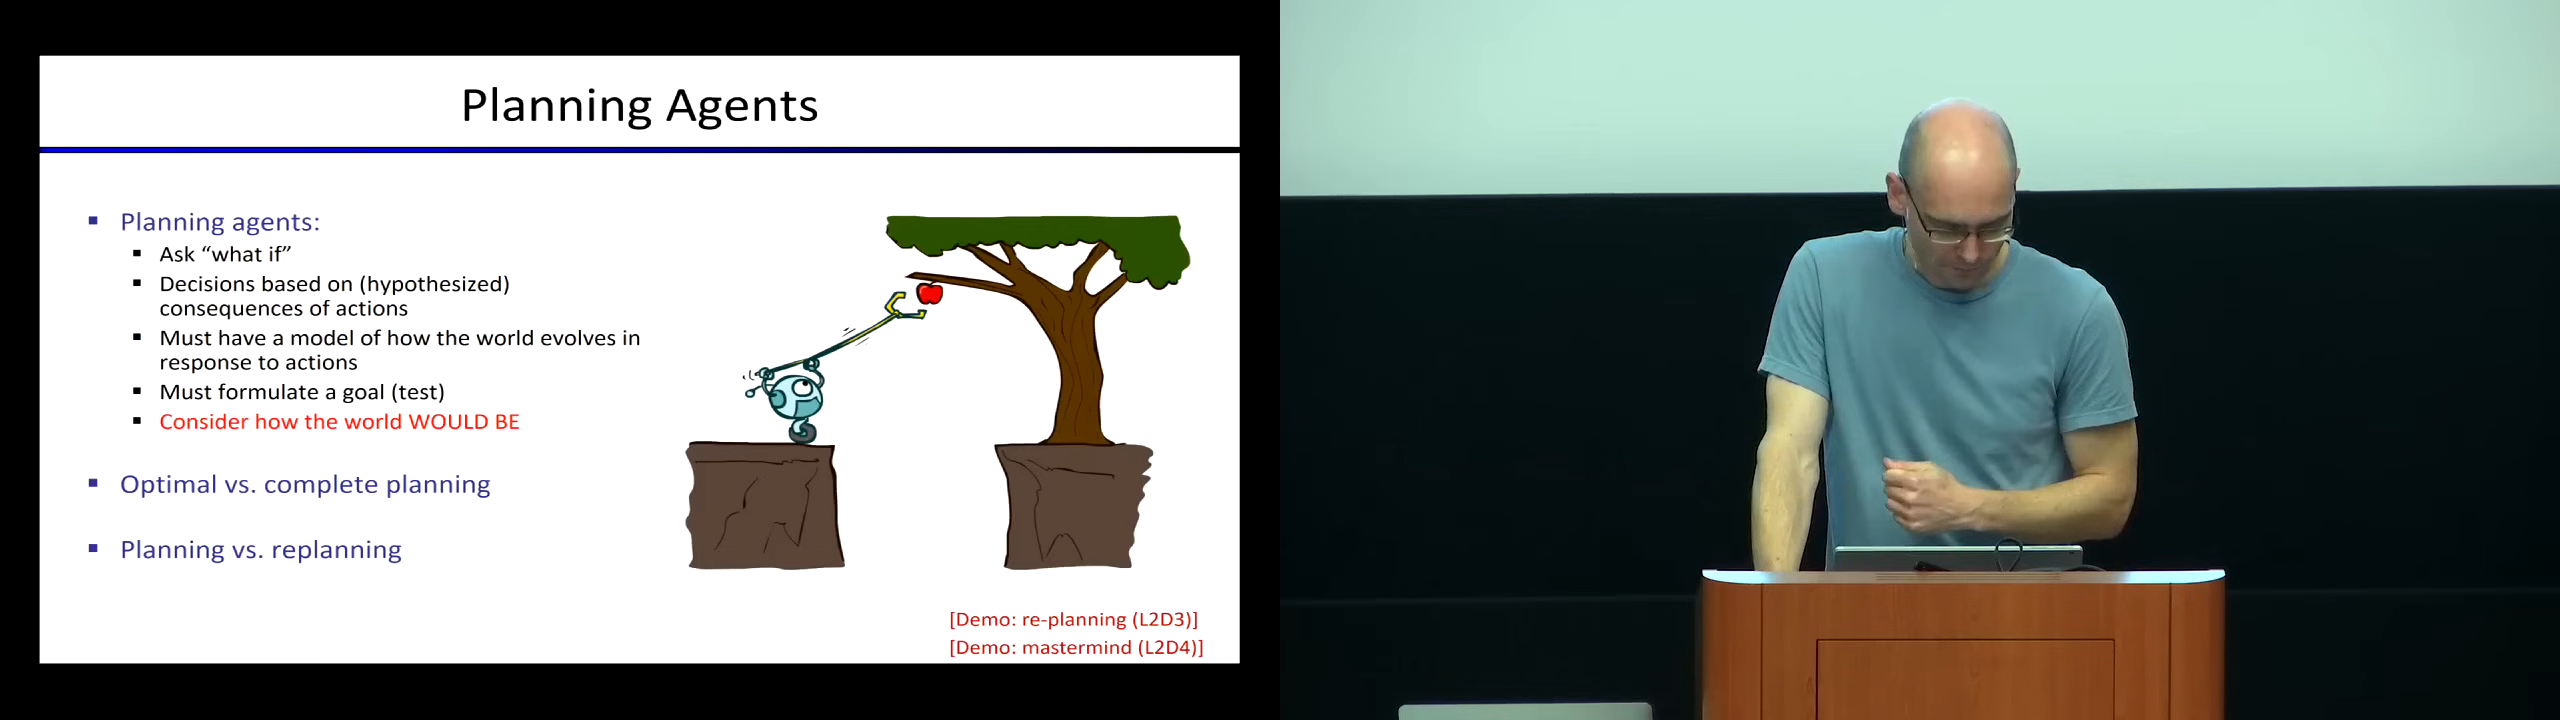 Planning Agents
Planning agents:
Ask “what if”
Decisions based on (hypothesized)
consequences of actions
Must have a model of how the world evolves in
response to actions
Must formulate a goal (test)
Consider how the world WOULD BE
Optimal vs. complete planning
Planning vs. replanning
[Demo: re-planning (L2D3)]
[Demo: mastermind (L2D4)]